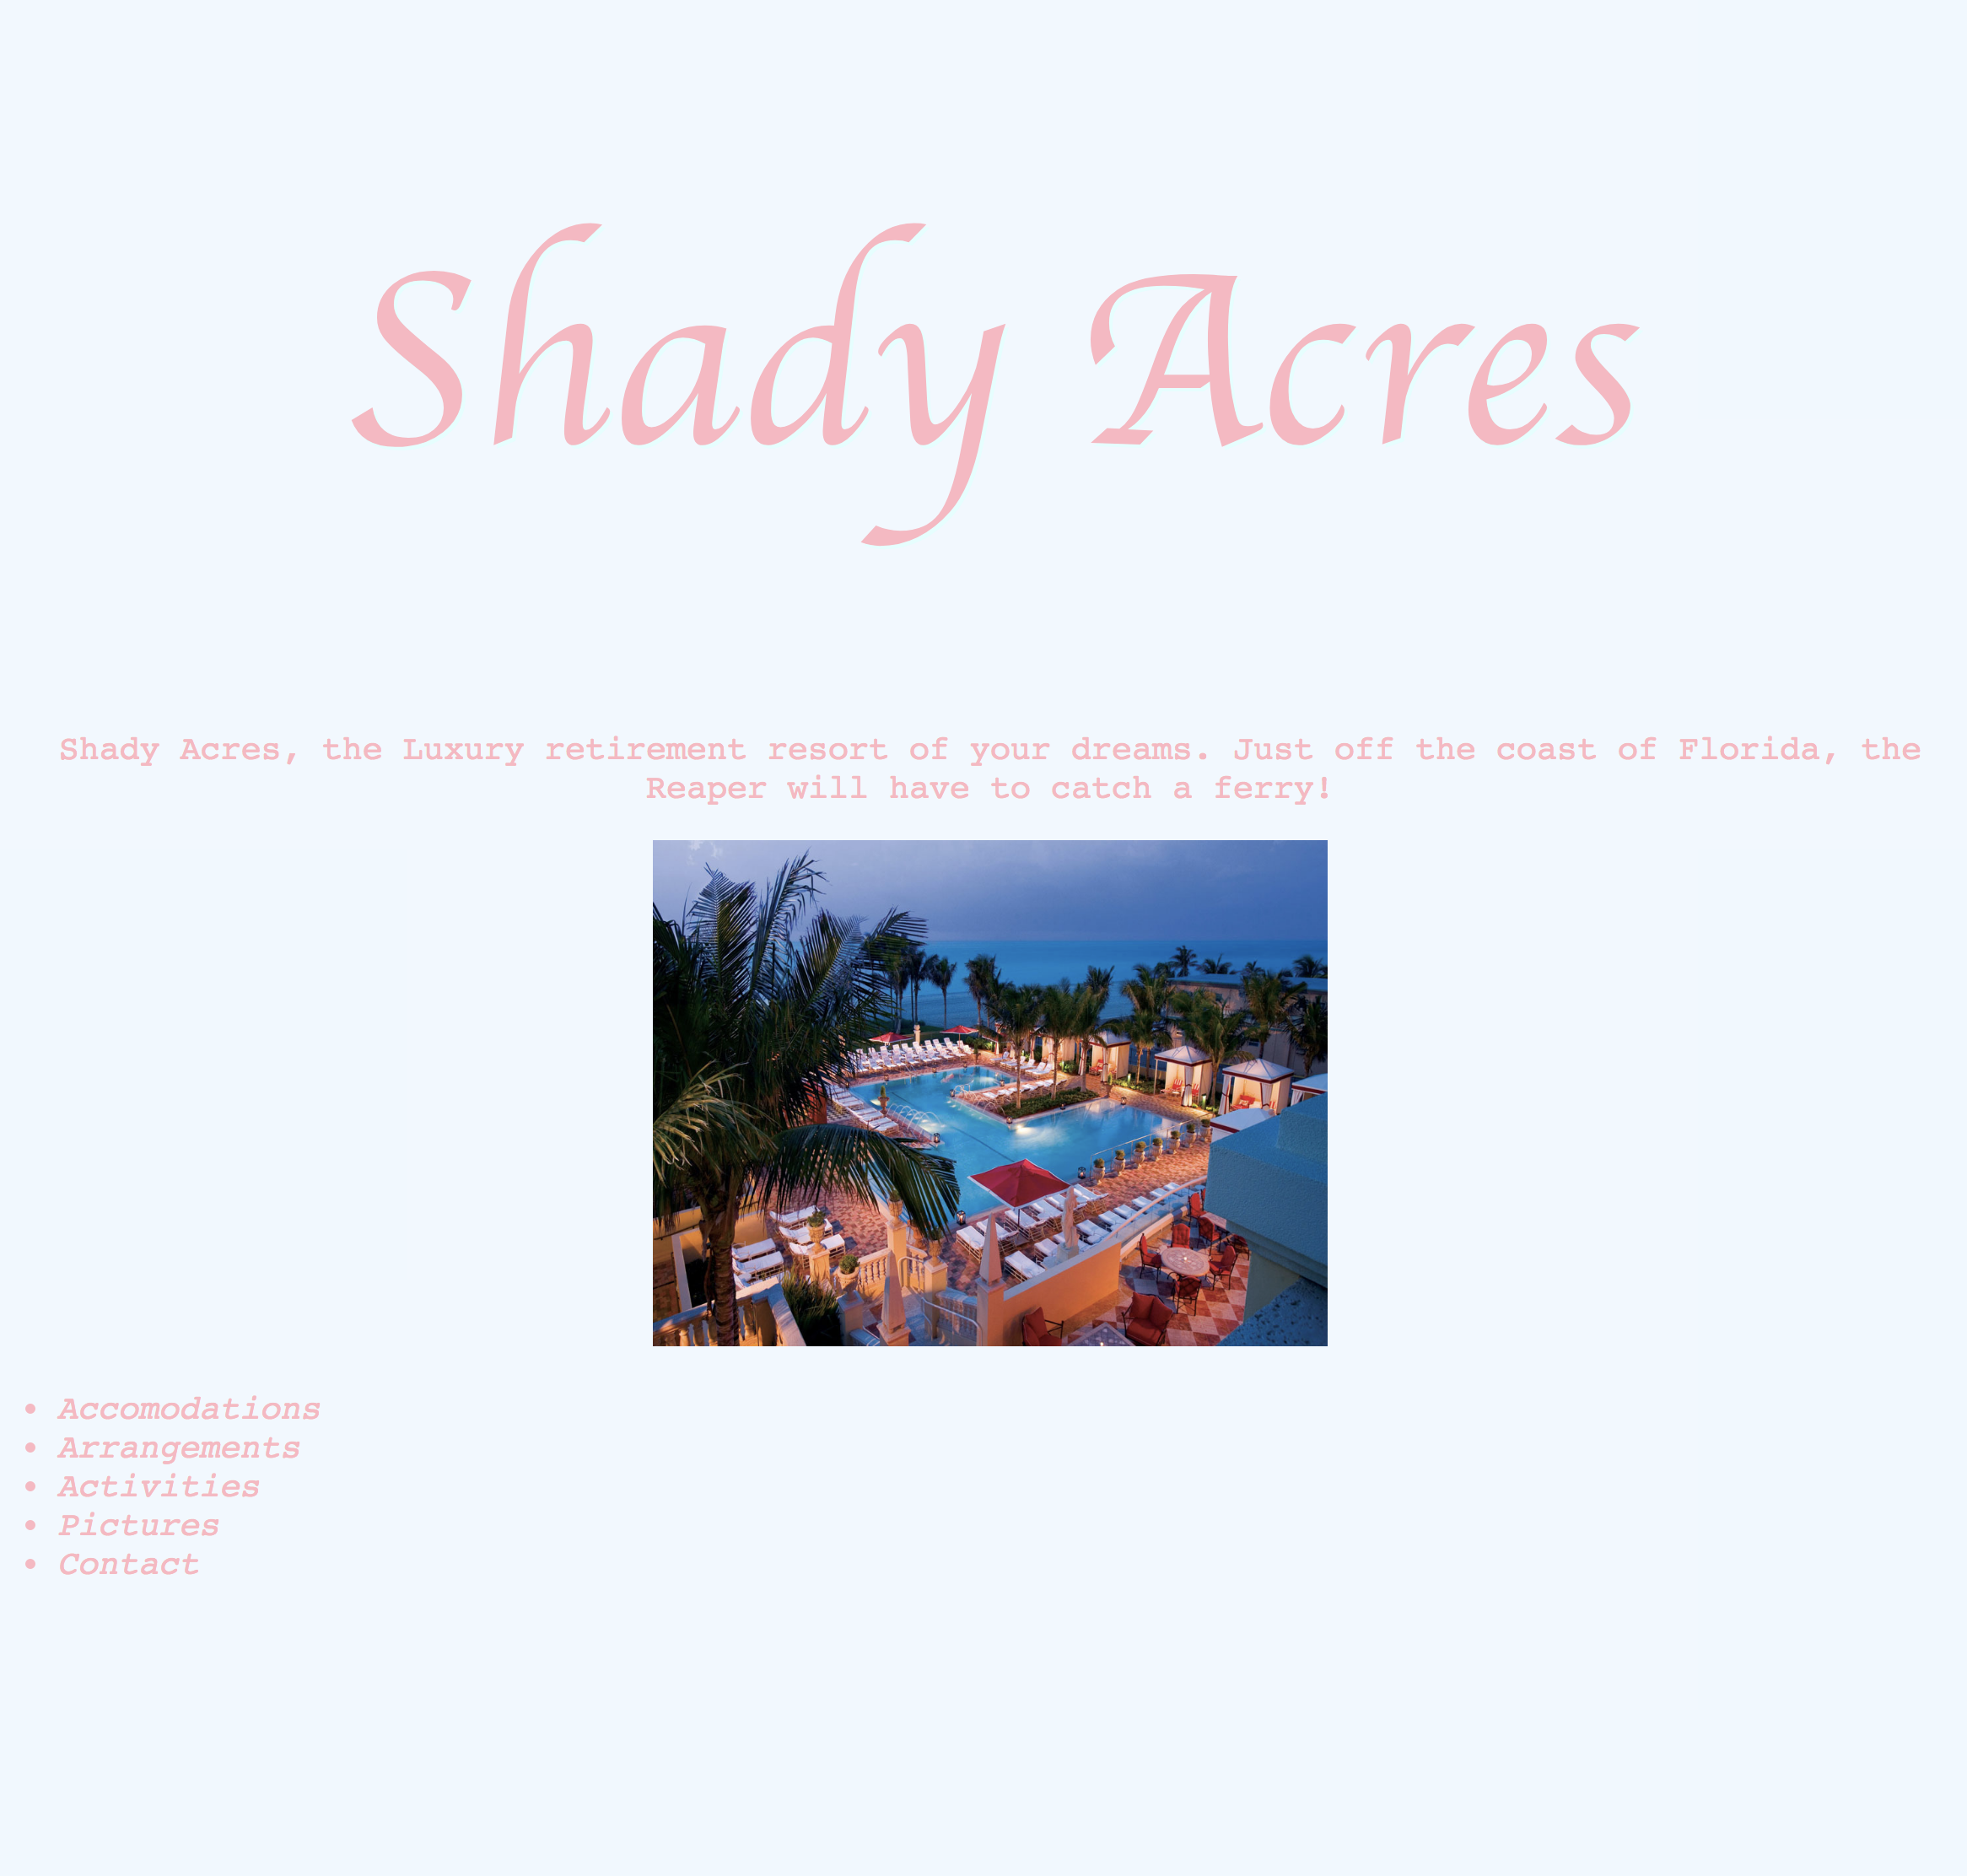 Shady Acres
Shady Acres, the Luxury retirement resort of your dreams. Just off the coast of Florida, the
Reaper will have to catch a ferry!
Accomodations
Arrangements
Activities
Pictures
Contact